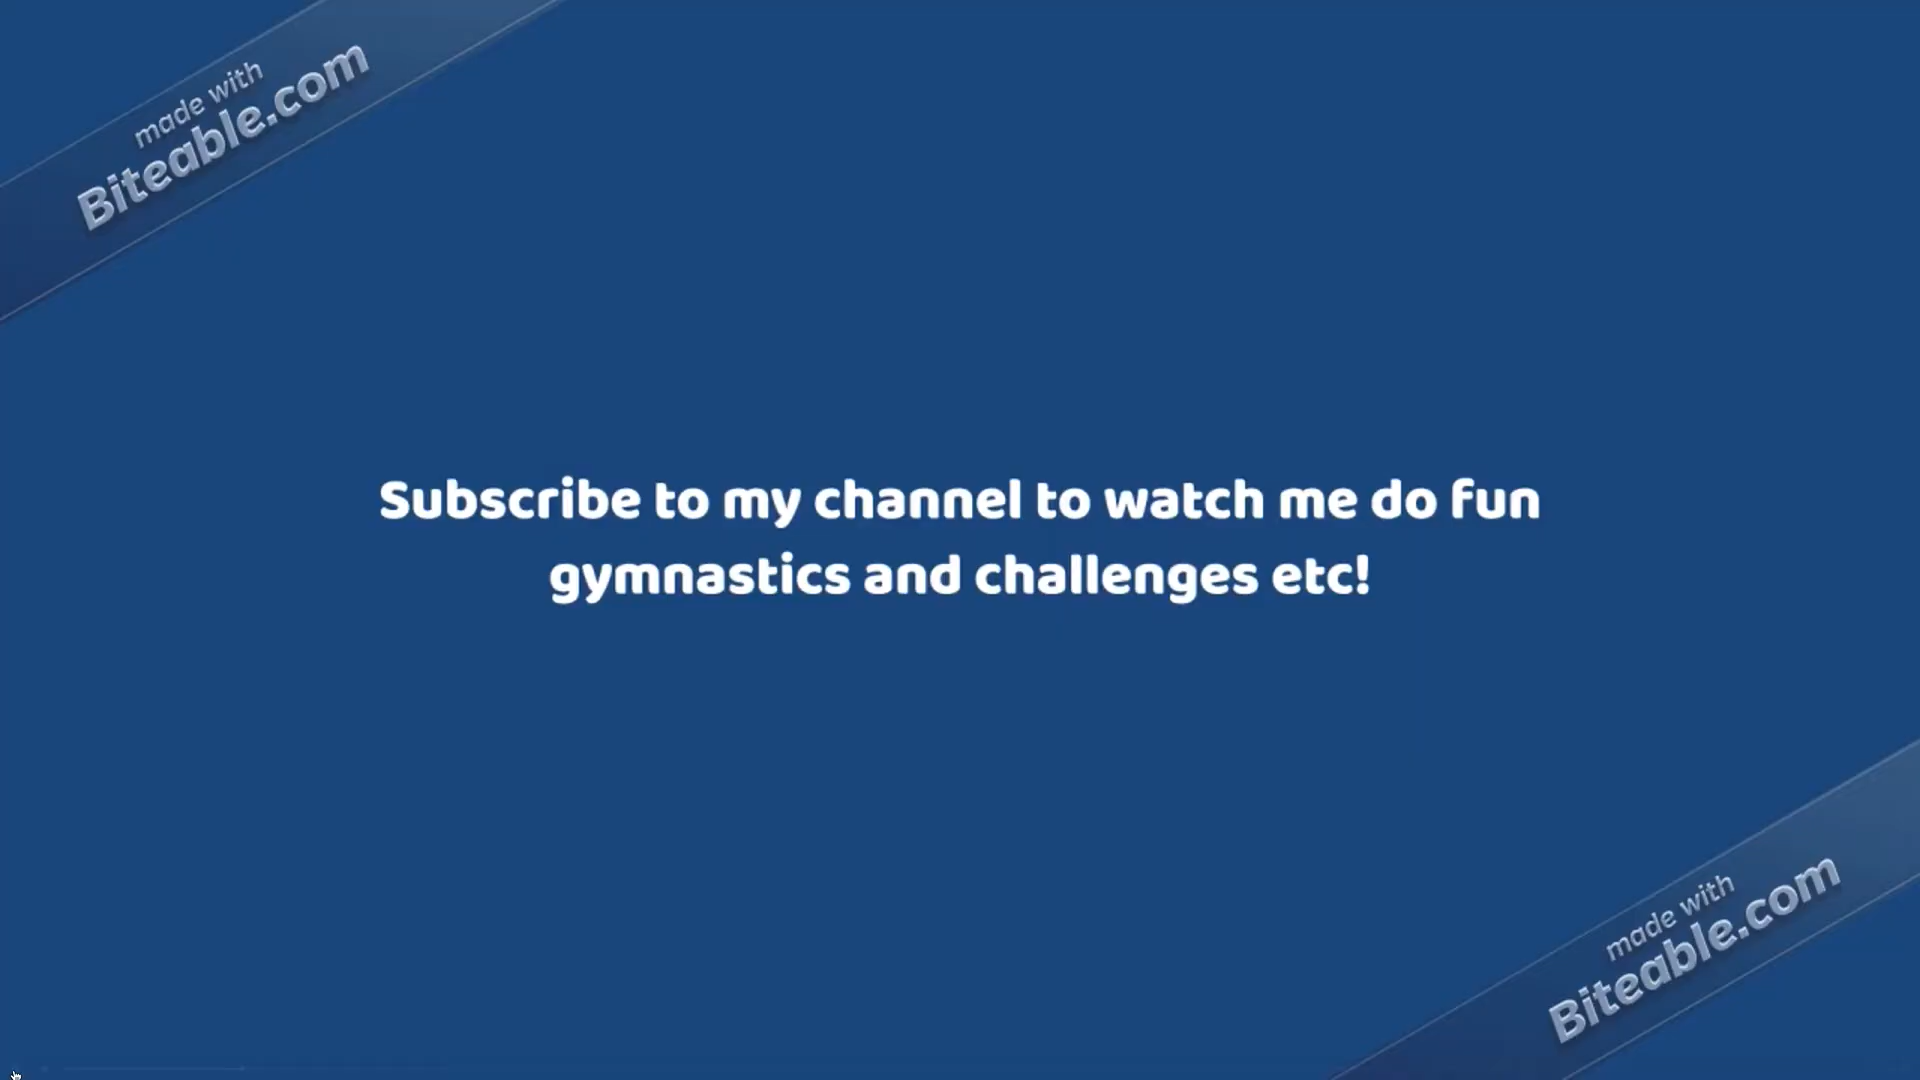 made with
Biteable.com
Subscribe to my channel to watch me do fun
gymnastics and challenges etc!
made with
Biteable.com